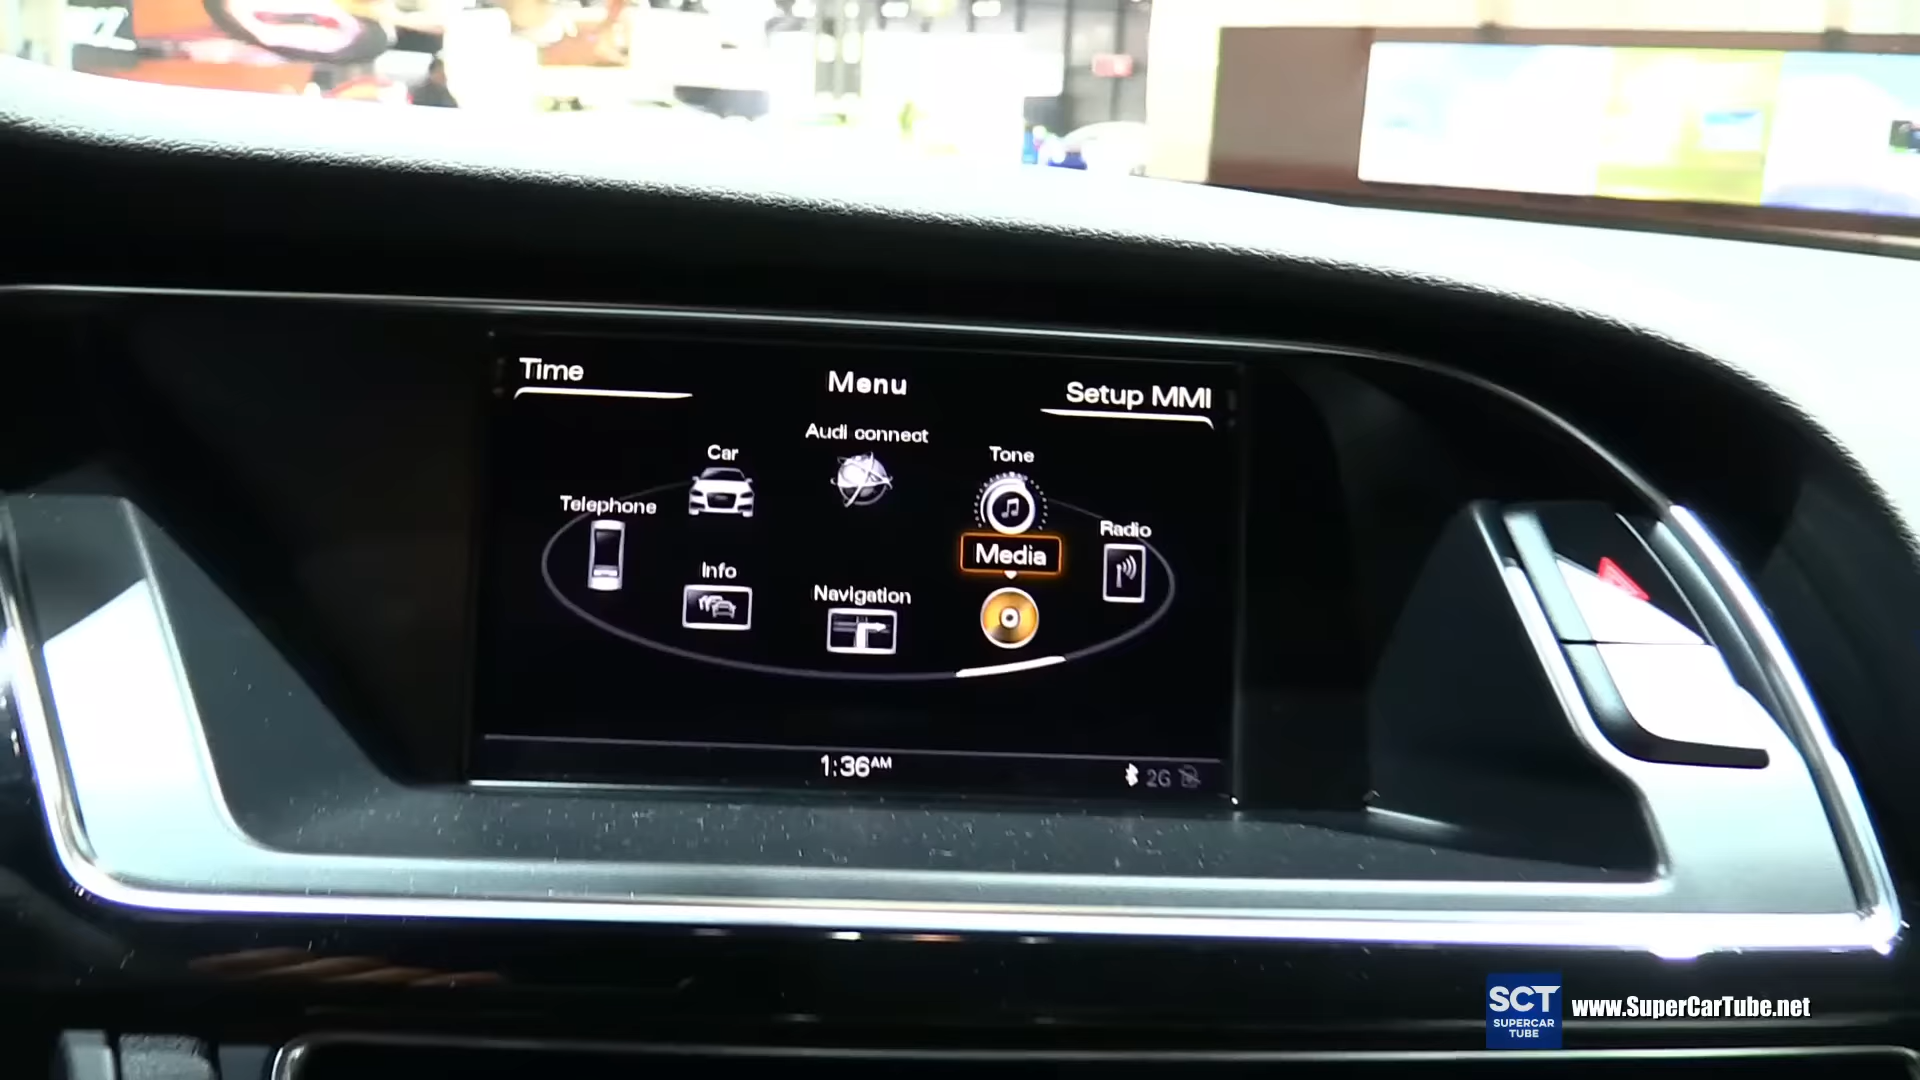 Time
Menu
Setup MMI
Audi connect
Car
Tone
Telephone
Radio
Media
Info
Navigation
1:36AM
2G
SCT
SUPERCAR
TUBE
www.SuperCarTube.net